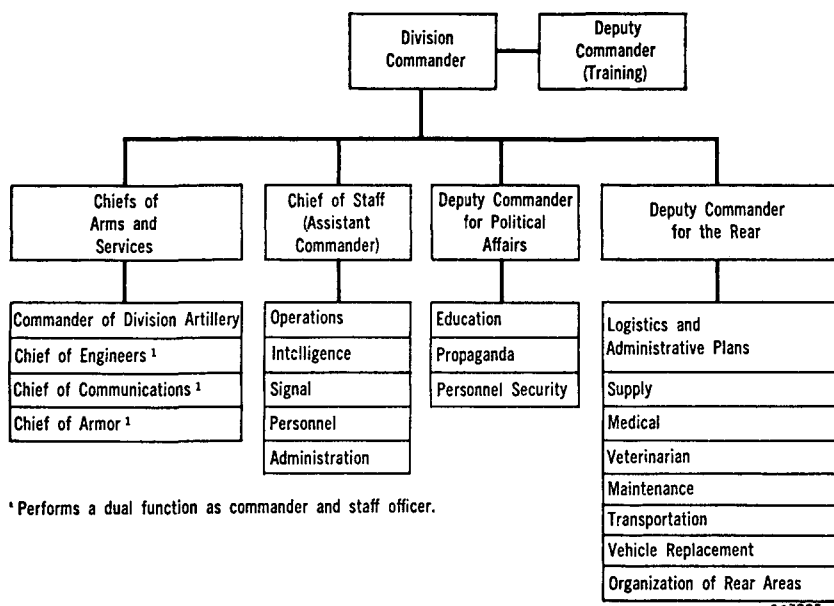 Division
Commander
Deputy
Commander
(Training)
Chiefs of
Arms and
Services
Chief of Staff
(Assistant
Commander)
Deputy Commander
for Political
Affairs
Deputy Commander
for the Rear
Commander of Division Artillery
Chief of Engineers ¹
Chief of Communications ¹
Chief of Armor ¹
Operations
Intclligence
Signal
Personnel
Administration
Education
Propaganda
Personnel Security
Logistics and
Administrative Plans
Supply
Medical
Veterinarian
Maintenance
Transportation
Vehicle Replacement
Organization of Rear Areas
¹ Performs a dual function as commander and staff officer.